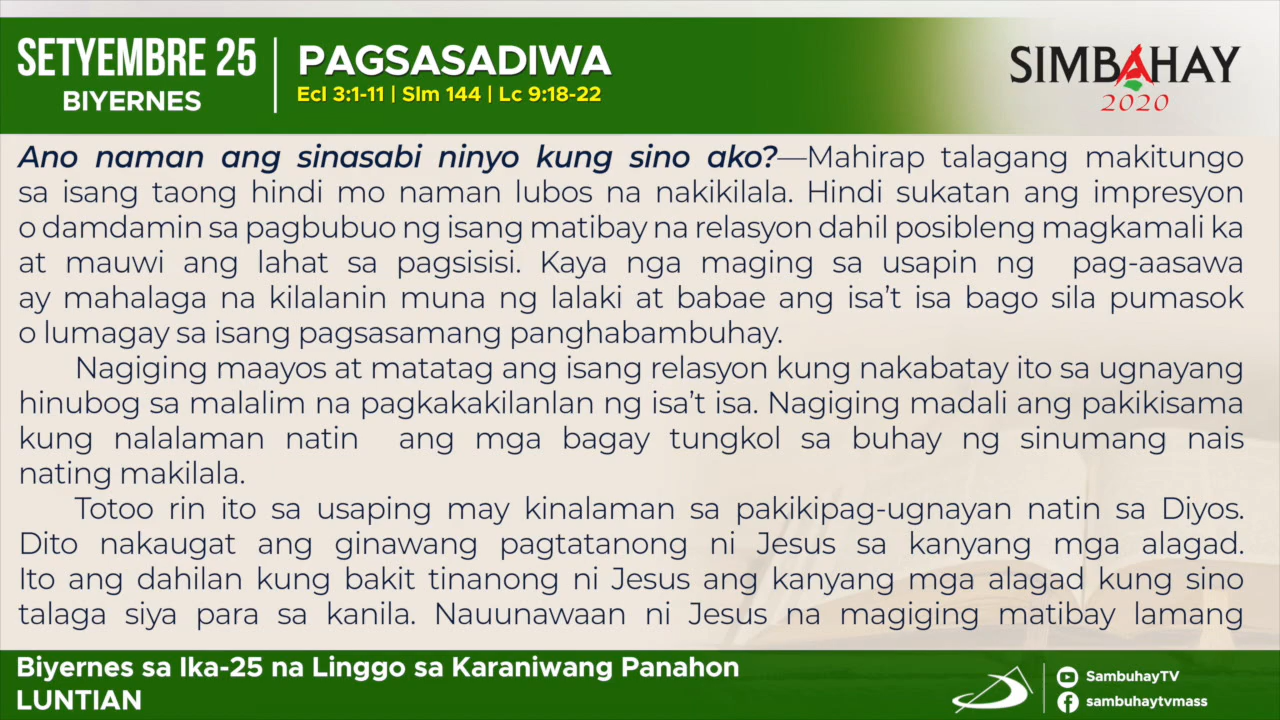 SETYEMBRE 25
BIYERNES
PAGSASADIWA
Ecl 3:1-11 | Slm 144 | Lc 9:18-22
SIMBAHAY
2020
Ano naman ang sinasabi ninyo kung sino ako?—Mahirap talagang makitungo
sa isang taong hindi mo naman lubos na nakikilala. Hindi sukatan ang impresyon
o damdamin sa pagbubuo ng isang matibay na relasyon dahil posibleng magkamali ka
at mauwi ang lahat sa pagsisisi. Kaya nga maging sa usapin ng pag-aasawa
ay mahalaga na kilalanin muna ng lalaki at babae ang isa’t isa bago sila pumasok
o lumagay sa isang pagsasamang panghabambuhay.
Nagiging maayos at matatag ang isang relasyon kung nakabatay ito sa ugnayang
hinubog sa malalim na pagkakakilanlan ng isa’t isa. Nagiging madali ang pakikisama
kung nalalaman natin ang mga bagay tungkol sa buhay ng sinumang nais
nating makilala.
Totoo rin ito sa usaping may kinalaman sa pakikipag-ugnayan natin sa Diyos.
Dito nakaugat ang ginawang pagtatanong ni Jesus sa kanyang mga alagad.
Ito ang dahilan kung bakit tinanong ni Jesus ang kanyang mga alagad kung sino
talaga siya para sa kanila. Nauunawaan ni Jesus na magiging matibay lamang
Biyernes sa Ika-25 na Linggo sa Karaniwang Panahon
LUNTIAN
SambuhayTV
sambuhaytvmass